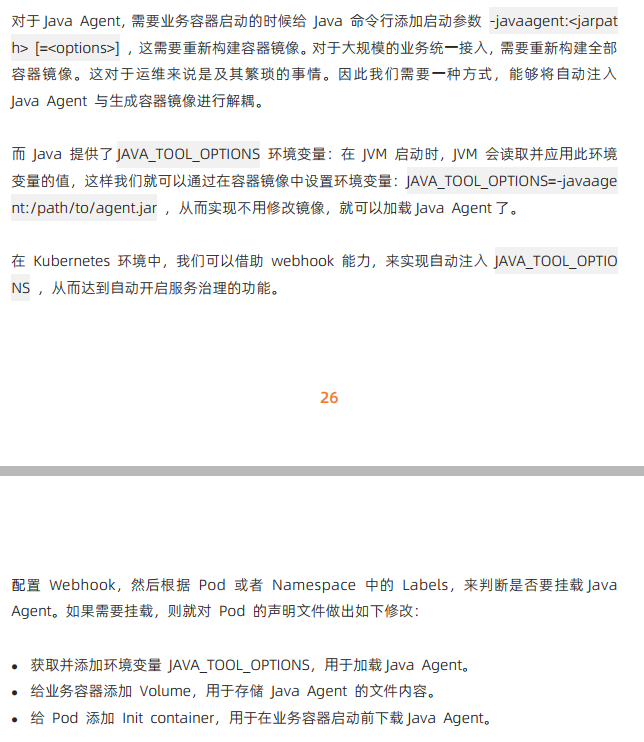 对于 Java Agent, 需要业务容器启动的时候给 Java 命令行添加启动参数 -javaagent:<jarpat
h> [=<options>] ，这需要重新构建容器镜像。对于大规模的业务统一接入，需要重新构建全部
容器镜像。这对于运维来说是及其繁琐的事情。因此我们需要一种方式，能够将自动注入
Java Agent 与生成容器镜像进行解耦。
而 Java 提供了 JAVA_TOOL_OPTIONS 环境变量：在 JVM 启动时，JVM 会读取并应用此环境
变量的值，这样我们就可以通过在容器镜像中设置环境变量：JAVA_TOOL_OPTIONS=-javaage
nt:/path/to/agent.jar ，从而实现不用修改镜像，就可以加载 Java Agent 了。
在 Kubernetes 环境中，我们可以借助 webhook 能力，来实现自动注入 JAVA_TOOL_OPTIO
NS ，从而达到自动开启服务治理的功能。
26
配置 Webhook，然后根据 Pod 或者 Namespace 中的 Labels，来判断是否要挂载 Java
Agent。如果需要挂载，则就对 Pod 的声明文件做出如下修改：
• 获取并添加环境变量 JAVA_TOOL_OPTIONS，用于加载 Java Agent。
• 给业务容器添加 Volume，用于存储 Java Agent 的文件内容。
• 给 Pod 添加 Init container，用于在业务容器启动前下载 Java Agent。